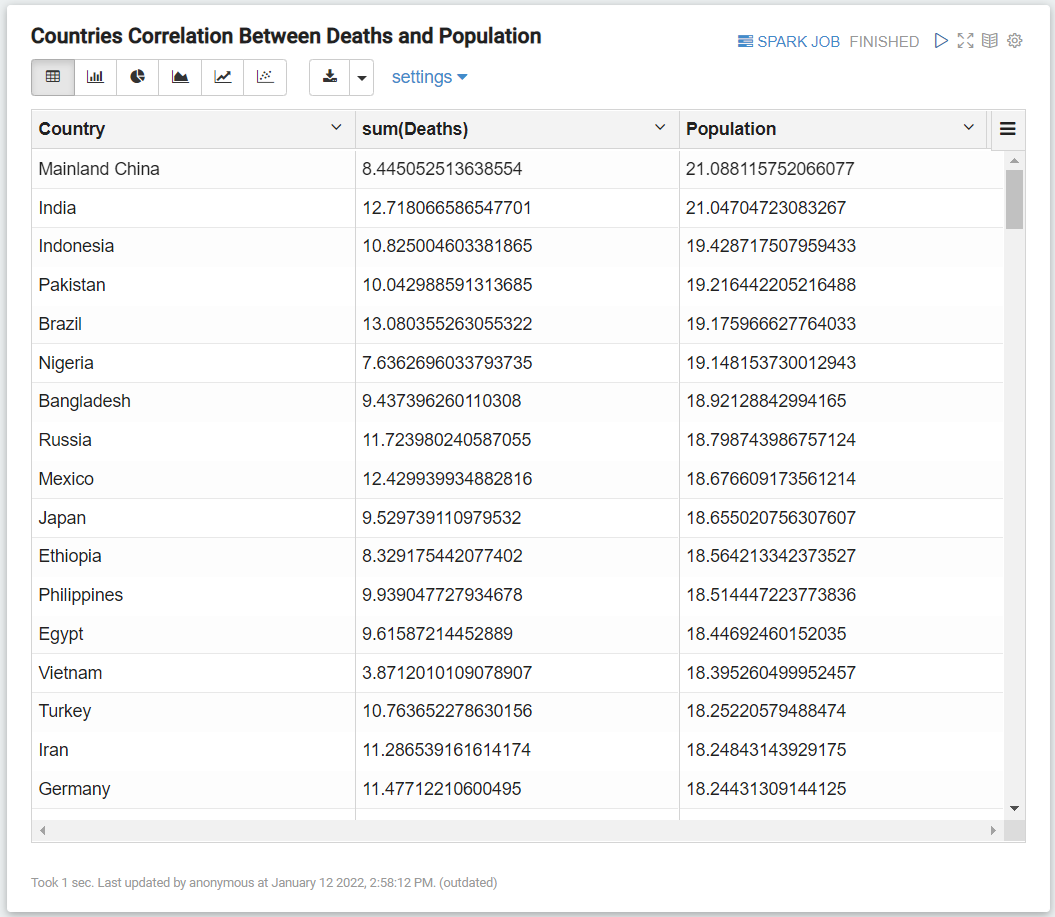 Countries Correlation Between Deaths and Population
SPARK JOB FINISHED
settings
Country sum(Deaths) Population
Mainland China 8.445052513638554 21.088115752066077
India 12.718066586547701 21.04704723083267
Indonesia 10.825004603381865 19.428717507959433
Pakistan 10.042988591313685 19.216442205216488
Brazil 13.080355263055322 19.175966627764033
Nigeria 7.6362696033793735 19.148153730012943
Bangladesh 9.437396260110308 18.92128842994165
Russia 11.723980240587055 18.798743986757124
Mexico 12.429939934882816 18.676609173561214
Japan 9.529739110979532 18.655020756307607
Ethiopia 8.329175442077402 18.564213342373527
Philippines 9.939047727934678 18.514447223773836
Egypt 9.61587214452889 18.44692460152035
Vietnam 3.8712010109078907 18.395260499952457
Turkey 10.763652278630156 18.25220579488474
Iran 11.286539161614174 18.24843143929175
Germany 11.47712210600495 18.24431309144125
Took 1 sec. Last updated by anonymous at January 12 2022, 2:58:12 PM. (outdated)